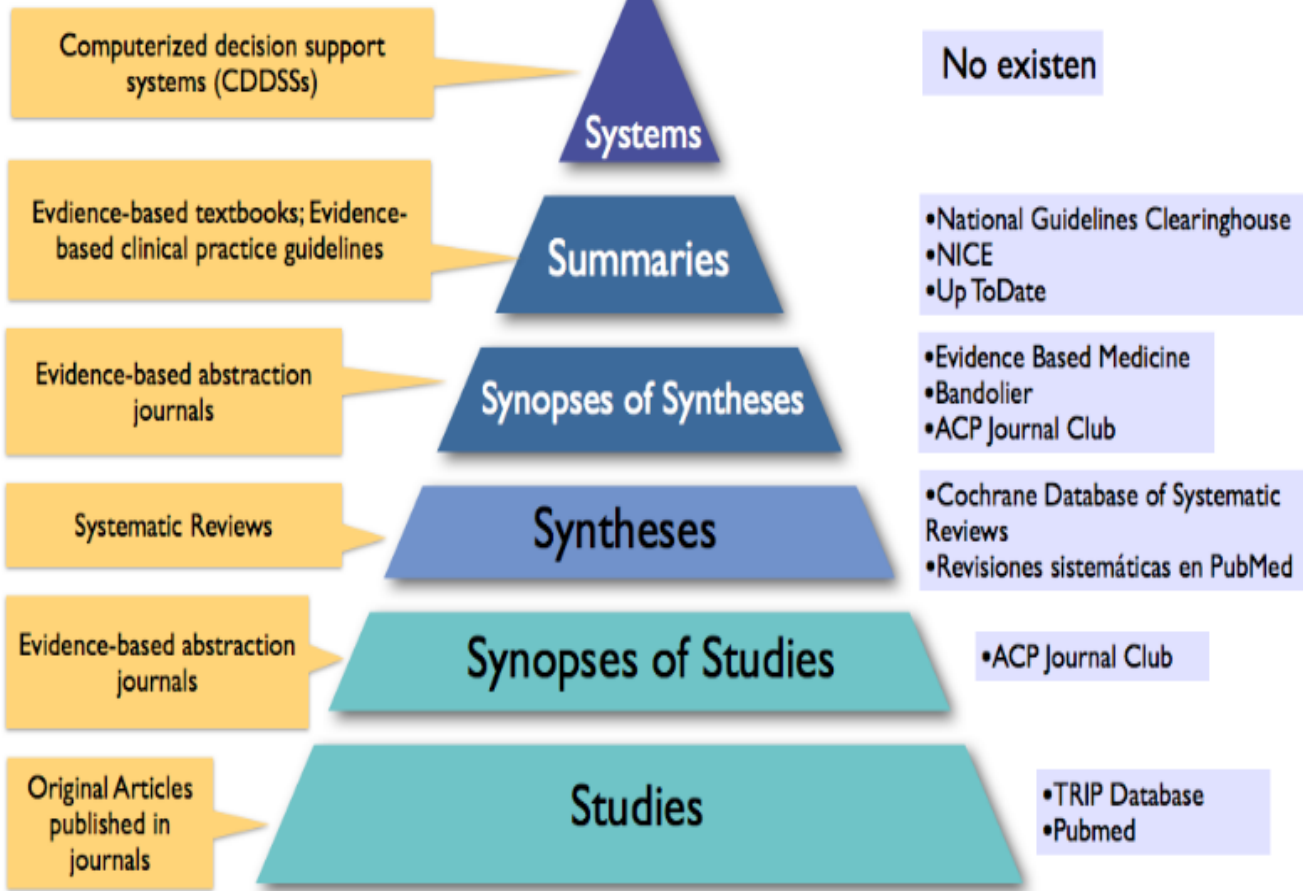 Computerized decision support
systems (CDDSSs)
Systems
No existen
Evdience-based textbooks; Evidence-
based clinical practice guidelines
Summaries
•National Guidelines Clearinghouse
•NICE
•Up ToDate
Evidence-based abstraction
journals
Synopses of Syntheses
•Evidence Based Medicine
•Bandolier
•ACP Journal Club
Systematic Reviews
Syntheses
•Cochrane Database of Systematic
Reviews
•Revisiones sistemáticas en PubMed
Evidence-based abstraction
journals
Synopses of Studies
•ACP Journal Club
Original Articles
published in
journals
Studies
•TRIP Database
•Pubmed